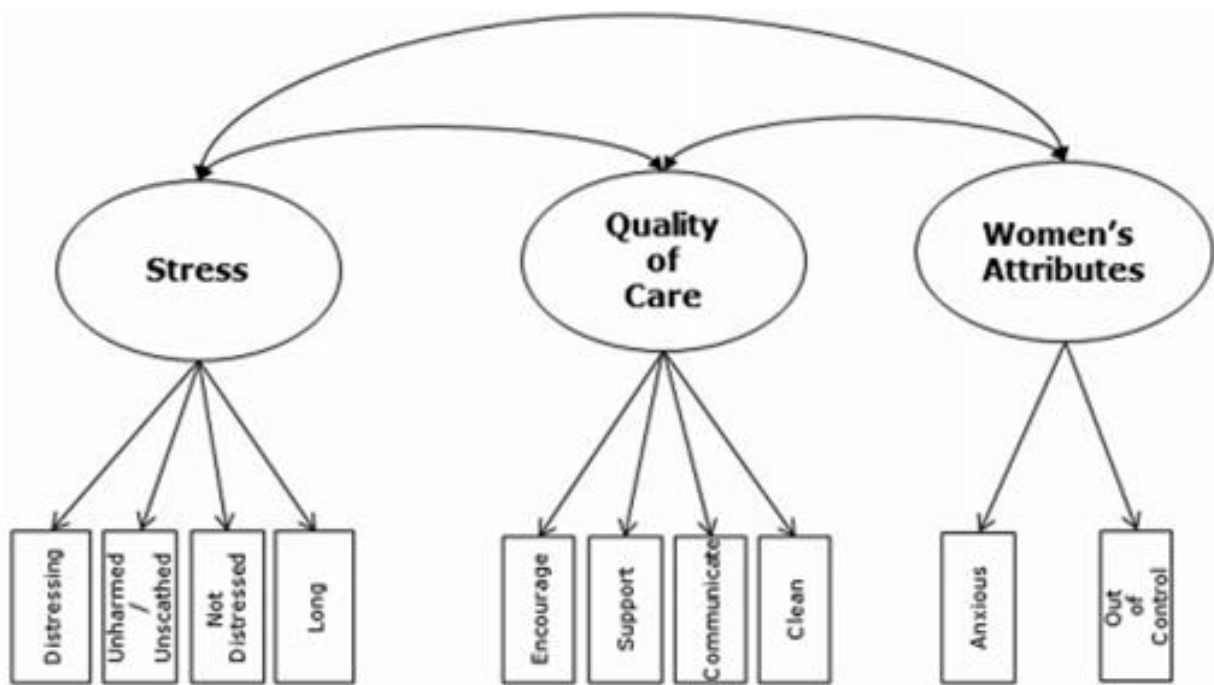 Stress
Quality
of
Care
Women's
Attributes
Distressing
Unharmed
/
Unscathed
Not
Distressed
Long
Encourage
Support
Communicate
Clean
Anxious
Out
of
Control